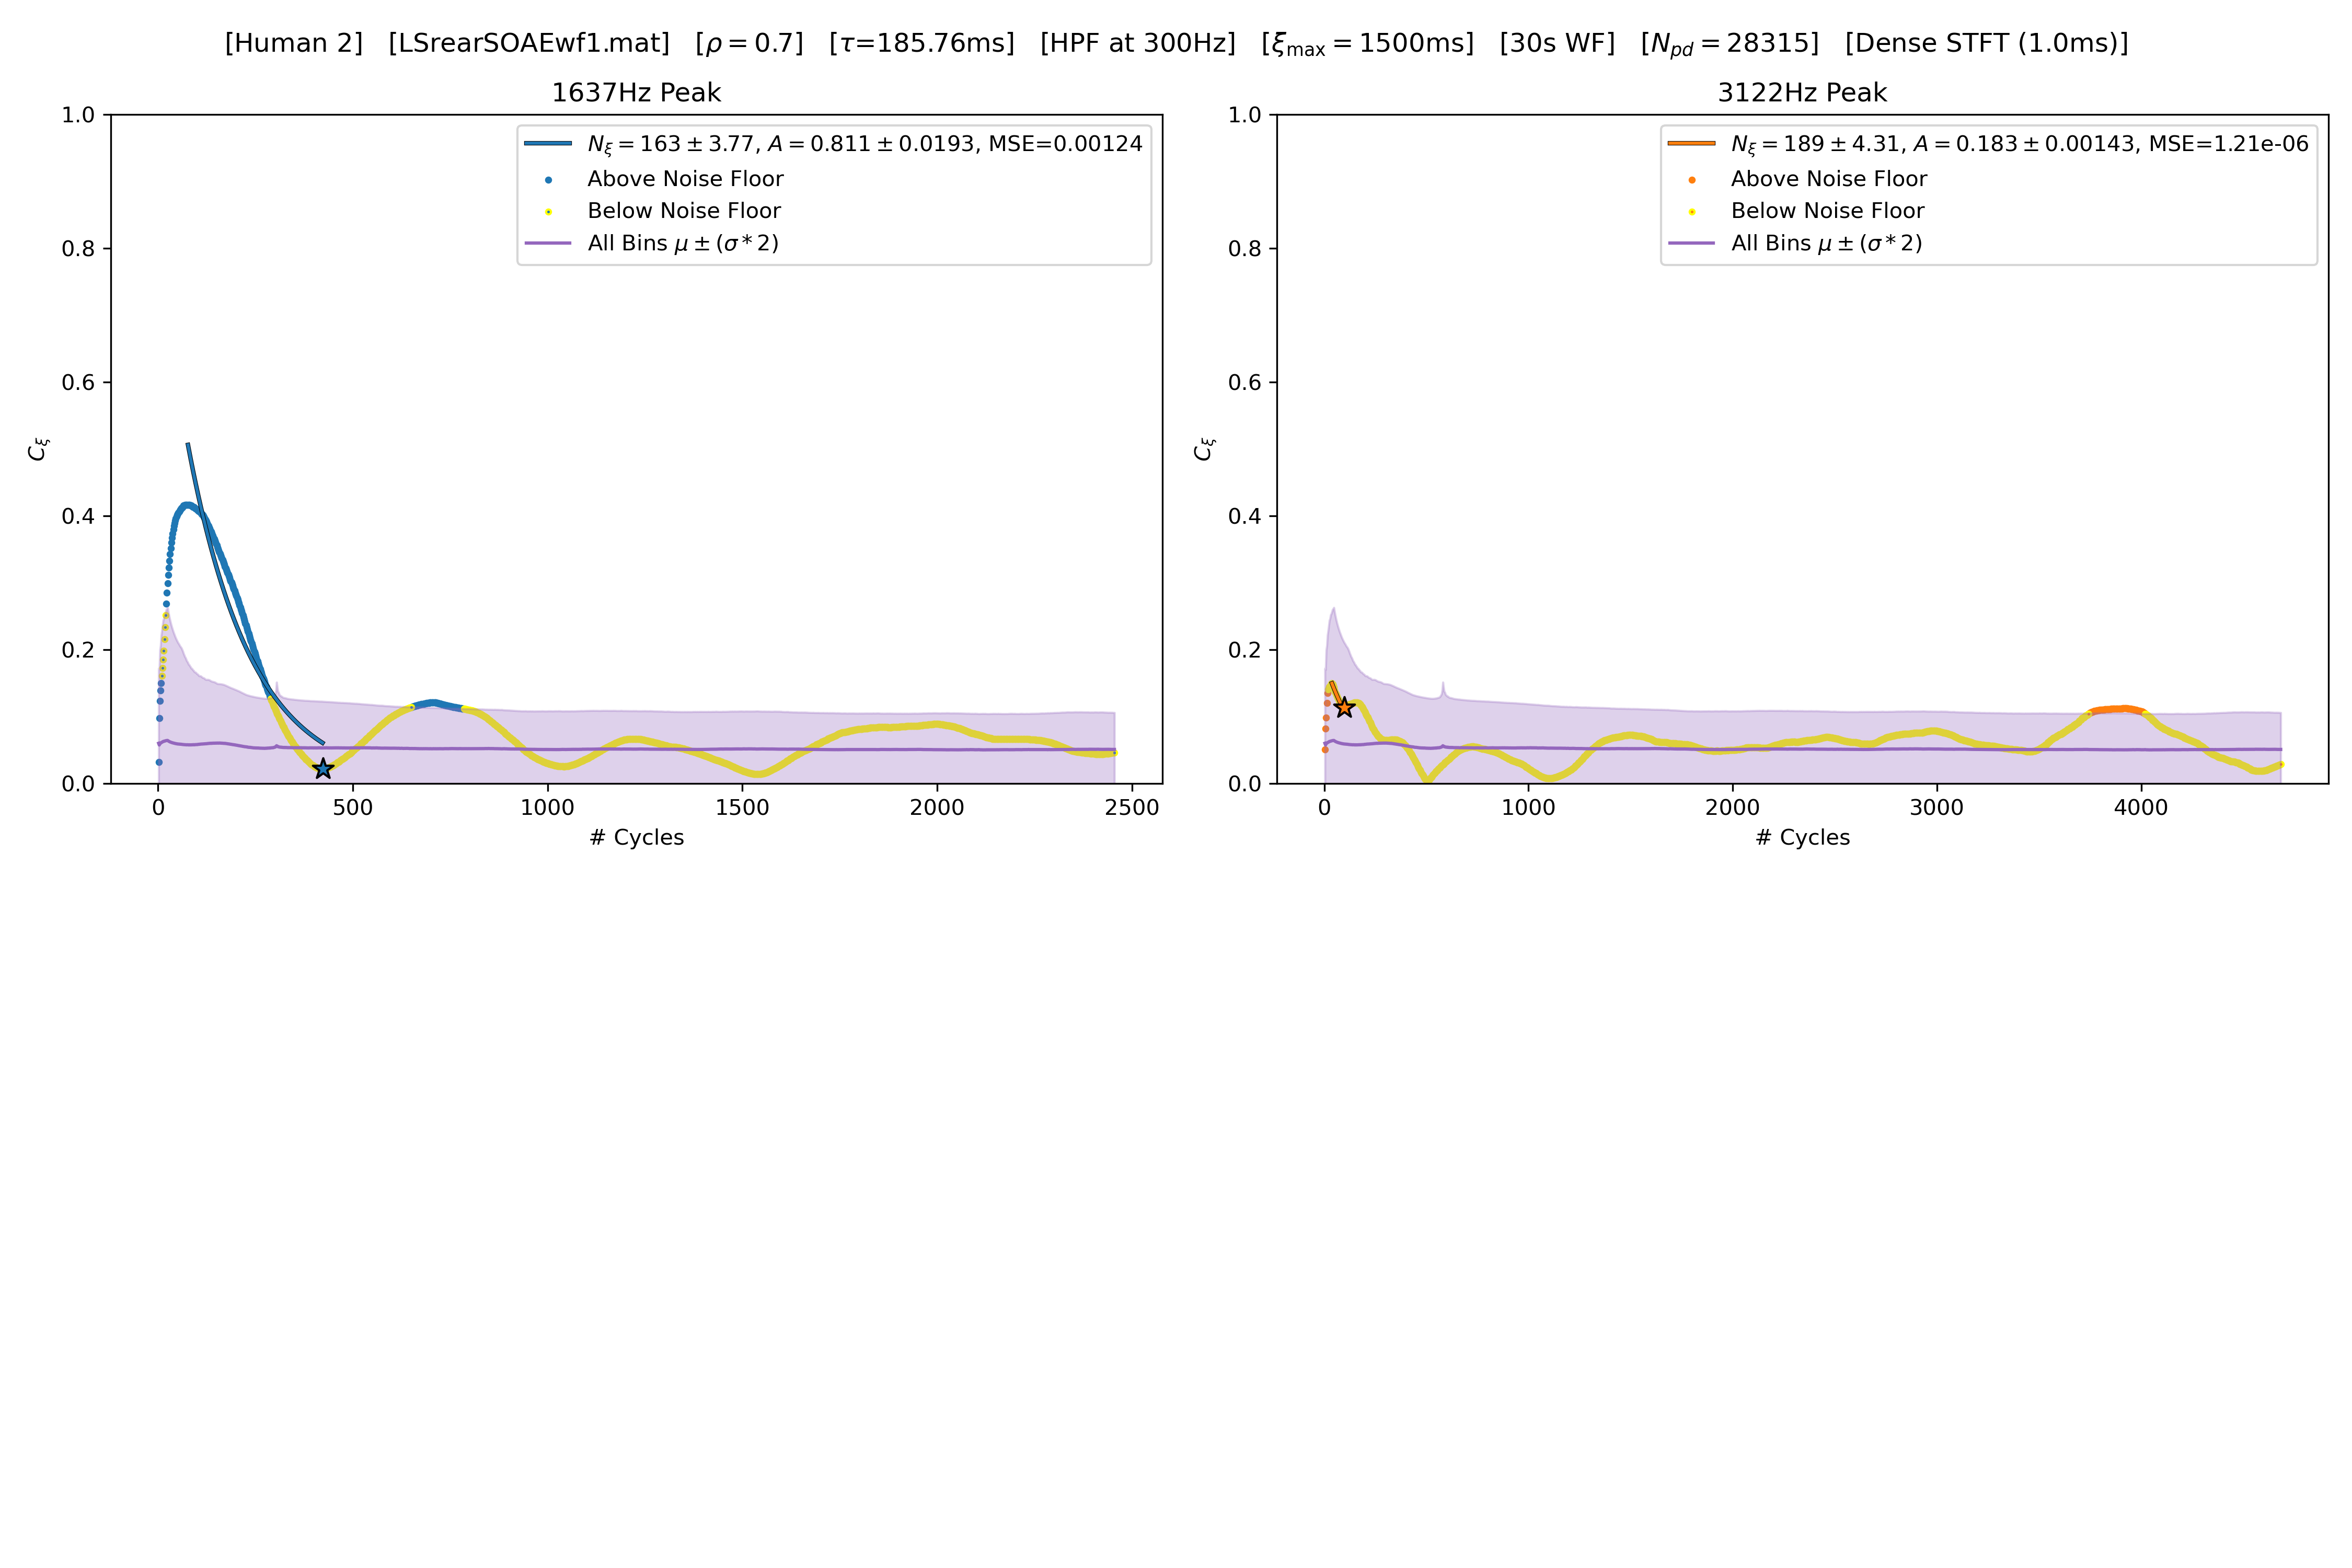 [Human 2] [LSrearSOAEwf1.mat] [ρ = 0.7] [τ=185.76ms] [HPF at 300Hz] [ξmax = 1500ms] [30s WF] [Npd = 28315] [Dense STFT (1.0ms)]
1637Hz Peak
Nξ = 163 ± 3.77, A = 0.811 ± 0.0193, MSE=0.00124
Above Noise Floor
Below Noise Floor
All Bins μ ± (σ * 2)
1.0
0.8
0.6
0.4
0.2
0.0
Cξ
0 500 1000 1500 2000 2500
# Cycles
3122Hz Peak
Nξ = 189 ± 4.31, A = 0.183 ± 0.00143, MSE=1.21e-06
Above Noise Floor
Below Noise Floor
All Bins μ ± (σ * 2)
1.0
0.8
0.6
0.4
0.2
0.0
Cξ
0 1000 2000 3000 4000
# Cycles